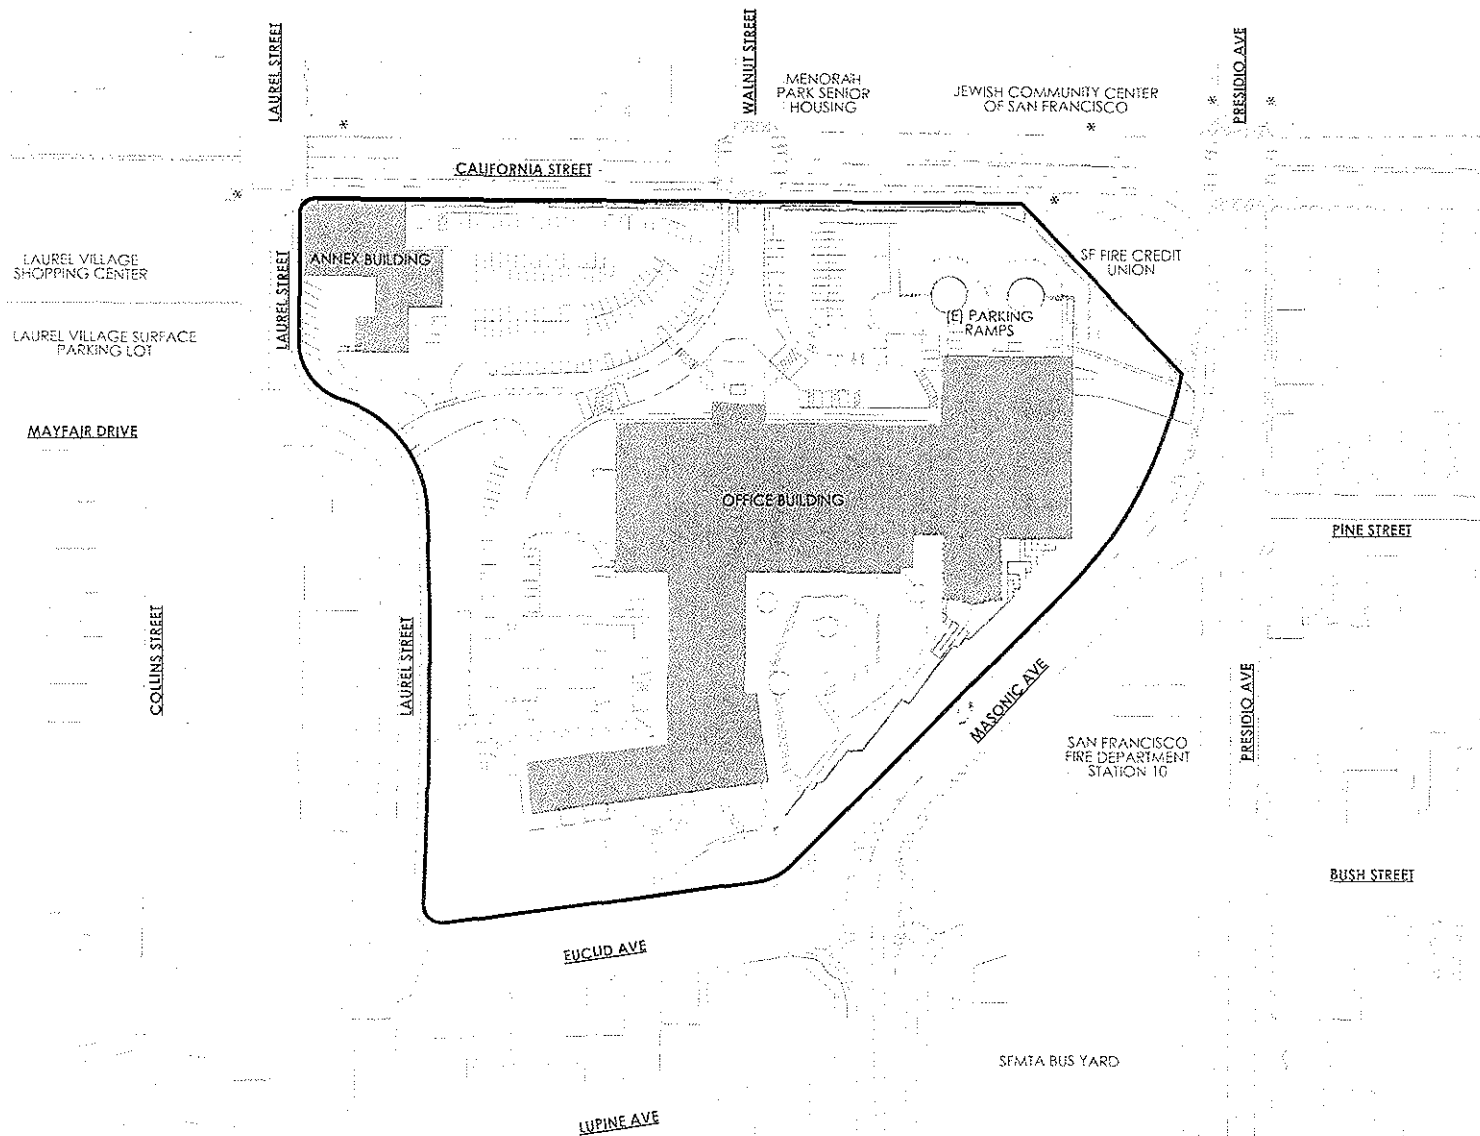 LAUREL STREET
WALNUT STREET
MENORAH
PARK SENIOR
HOUSING
JEWISH COMMUNITY CENTER
OF SAN FRANCISCO
PRESIDIO AVE
CALIFORNIA STREET
LAUREL VILLAGE
SHOPPING CENTER
LAUREL STREET
ANNEX BUILDING
SF FIRE CREDIT
UNION
(E) PARKING
RAMPS
LAUREL VILLAGE SURFACE
PARKING LOT
MAYFAIR DRIVE
OFFICE BUILDING
PINE STREET
COLLINS STREET
LAUREL STREET
MASONIC AVE
PRESIDIO AVE
SAN FRANCISCO
FIRE DEPARTMENT
STATION 10
BUSH STREET
EUCLID AVE
SFMTA BUS YARD
LUPINE AVE